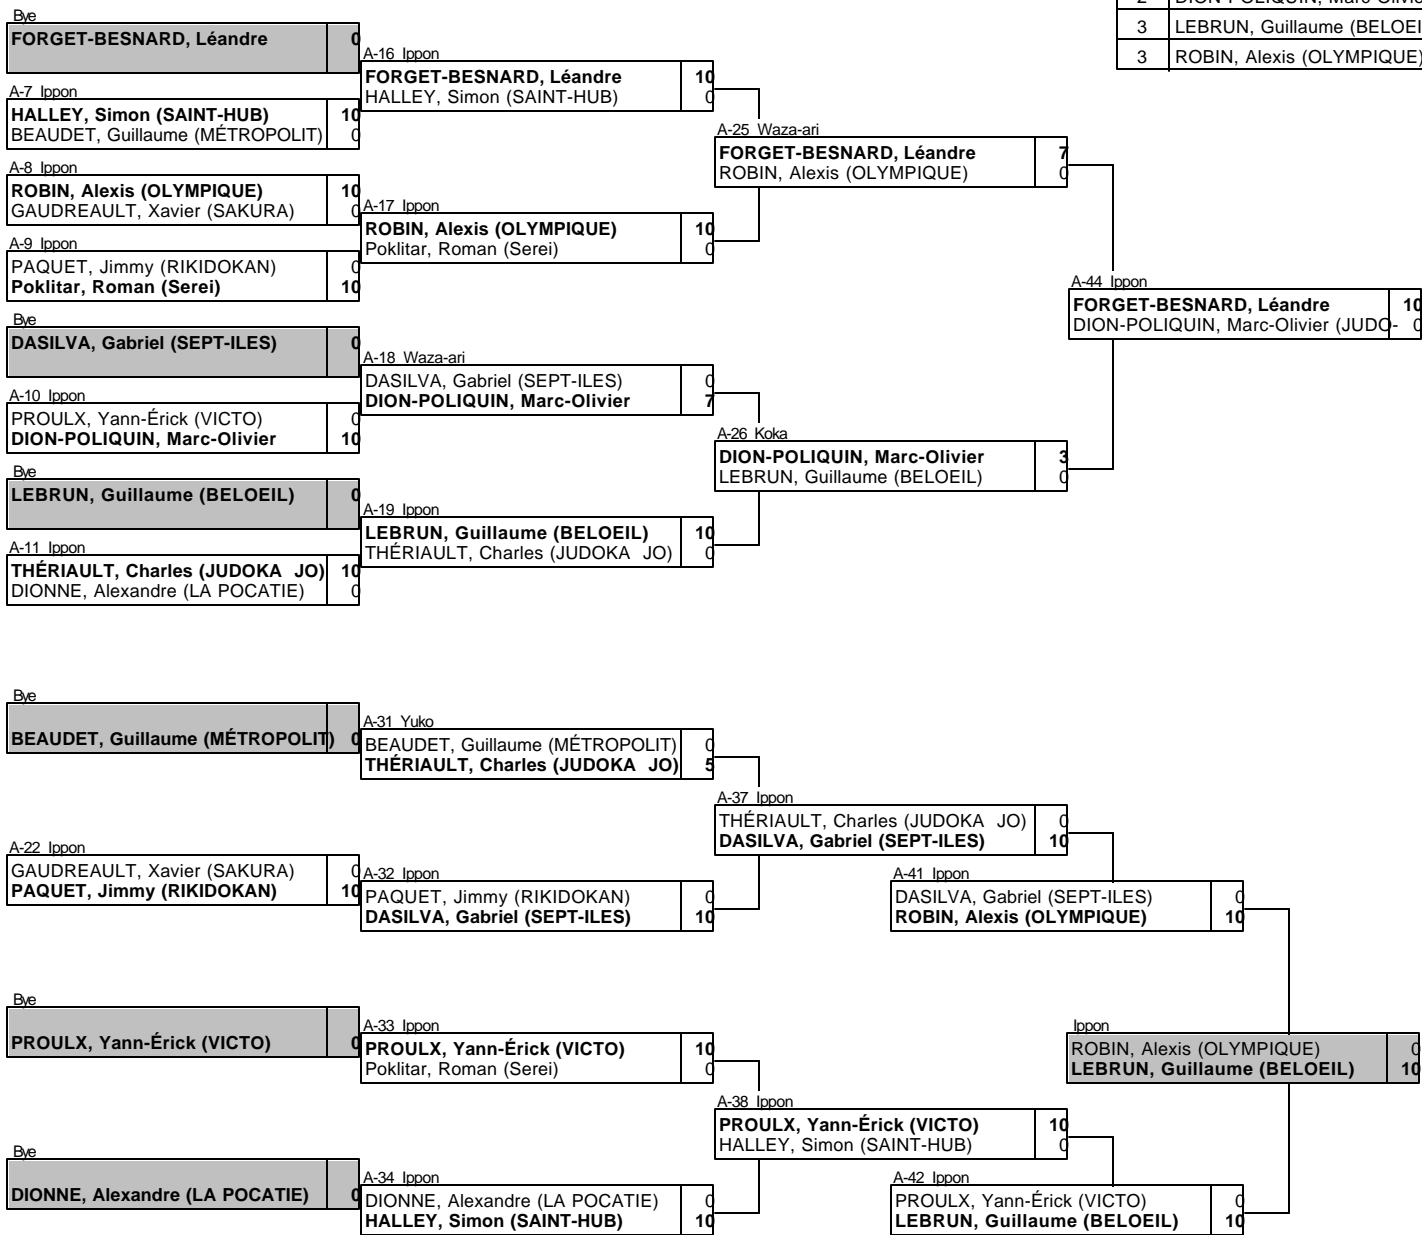 2 DION-POLIQUIN, Marc-Olivie
3 LEBRUN, Guillaume (BELOEI
3 ROBIN, Alexis (OLYMPIQUE)
Bye
FORGET-BESNARD, Léandre 0
A-7 Ippon
HALLEY, Simon (SAINT-HUB) 10
BEAUDET, Guillaume (MÉTROPOLIT) 0
A-8 Ippon
ROBIN, Alexis (OLYMPIQUE) 10
GAUDREAULT, Xavier (SAKURA) 0
A-9 Ippon
PAQUET, Jimmy (RIKIDOKAN) 0
Poklitar, Roman (Serei) 10
Bye
DASILVA, Gabriel (SEPT-ILES) 0
A-10 Ippon
PROULX, Yann-Érick (VICTO) 0
DION-POLIQUIN, Marc-Olivier 10
Bye
LEBRUN, Guillaume (BELOEIL) 0
A-11 Ippon
THÉRIAULT, Charles (JUDOKA JO) 10
DIONNE, Alexandre (LA POCATIE) 0
A-16 Ippon
FORGET-BESNARD, Léandre 10
HALLEY, Simon (SAINT-HUB) 0
A-17 Ippon
ROBIN, Alexis (OLYMPIQUE) 10
Poklitar, Roman (Serei) 0
A-18 Waza-ari
DASILVA, Gabriel (SEPT-ILES) 0
DION-POLIQUIN, Marc-Olivier 7
A-19 Ippon
LEBRUN, Guillaume (BELOEIL) 10
THÉRIAULT, Charles (JUDOKA JO) 0
A-25 Waza-ari
FORGET-BESNARD, Léandre 7
ROBIN, Alexis (OLYMPIQUE) 0
A-26 Koka
DION-POLIQUIN, Marc-Olivier 3
LEBRUN, Guillaume (BELOEIL) 0
A-44 Ippon
FORGET-BESNARD, Léandre 10
DION-POLIQUIN, Marc-Olivier (JUDO- 0
Bye
BEAUDET, Guillaume (MÉTROPOLIT) 0
A-22 Ippon
GAUDREAULT, Xavier (SAKURA) 0
PAQUET, Jimmy (RIKIDOKAN) 10
Bye
PROULX, Yann-Érick (VICTO) 0
Bye
DIONNE, Alexandre (LA POCATIE) 0
A-31 Yuko
BEAUDET, Guillaume (MÉTROPOLIT) 0
THÉRIAULT, Charles (JUDOKA JO) 5
A-32 Ippon
PAQUET, Jimmy (RIKIDOKAN) 0
DASILVA, Gabriel (SEPT-ILES) 10
A-33 Ippon
PROULX, Yann-Érick (VICTO) 10
Poklitar, Roman (Serei) 0
A-34 Ippon
DIONNE, Alexandre (LA POCATIE) 0
HALLEY, Simon (SAINT-HUB) 10
A-37 Ippon
THÉRIAULT, Charles (JUDOKA JO) 0
DASILVA, Gabriel (SEPT-ILES) 10
A-38 Ippon
PROULX, Yann-Érick (VICTO) 10
HALLEY, Simon (SAINT-HUB) 0
A-41 Ippon
DASILVA, Gabriel (SEPT-ILES) 0
ROBIN, Alexis (OLYMPIQUE) 10
A-42 Ippon
PROULX, Yann-Érick (VICTO) 0
LEBRUN, Guillaume (BELOEIL) 10
Ippon
ROBIN, Alexis (OLYMPIQUE) 0
LEBRUN, Guillaume (BELOEIL) 10